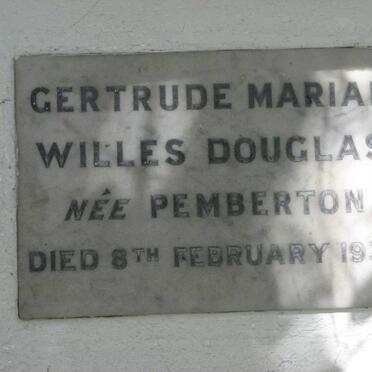 GERTRUDE MARIA
WILLES DOUGLAS
NÉE PEMBERTON
DIED 8TH FEBRUARY 19